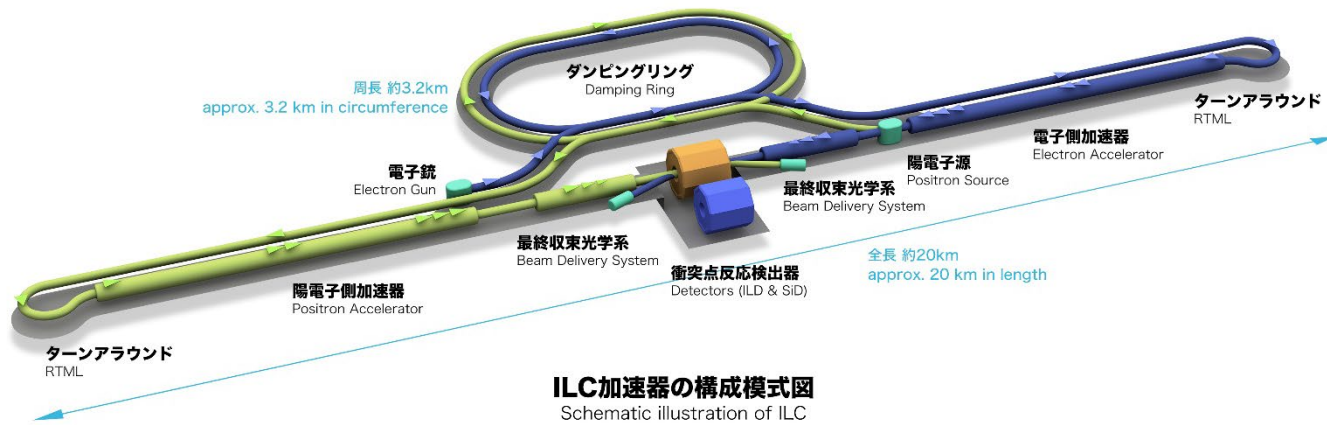 ダンピングリング
Damping Ring
周長 約3.2km
approx. 3.2 km in circumference
ターンアラウンド
RTML
電子側加速器
Electron Accelerator
陽電子源
Positron Source
電子銃
Electron Gun
最終収束光学系
Beam Delivery System
最終収束光学系
Beam Delivery System
全長 約20km
approx. 20 km in length
衝突点反応検出器
Detectors (ILD & SiD)
陽電子側加速器
Positron Accelerator
ターンアラウンド
RTML
ILC加速器の構成模式図
Schematic illustration of ILC